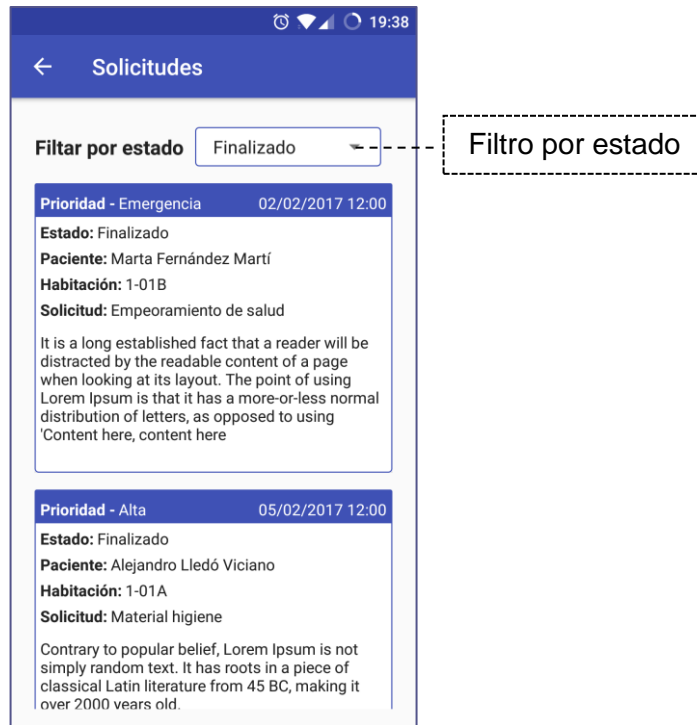 19:38
Solicitudes
Filtar por estado Finalizado
Filtro por estado
Prioridad - Emergencia 02/02/2017 12:00
Estado: Finalizado
Paciente: Marta Fernández Martí
Habitación: 1-01B
Solicitud: Empeoramiento de salud
It is a long established fact that a reader will be
distracted by the readable content of a page
when looking at its layout. The point of using
Lorem Ipsum is that it has a more-or-less normal
distribution of letters, as opposed to using
'Content here, content here
Prioridad - Alta 05/02/2017 12:00
Estado: Finalizado
Paciente: Alejandro Lledó Viciano
Habitación: 1-01A
Solicitud: Material higiene
Contrary to popular belief, Lorem Ipsum is not
simply random text. It has roots in a piece of
classical Latin literature from 45 BC, making it
over 2000 years old.